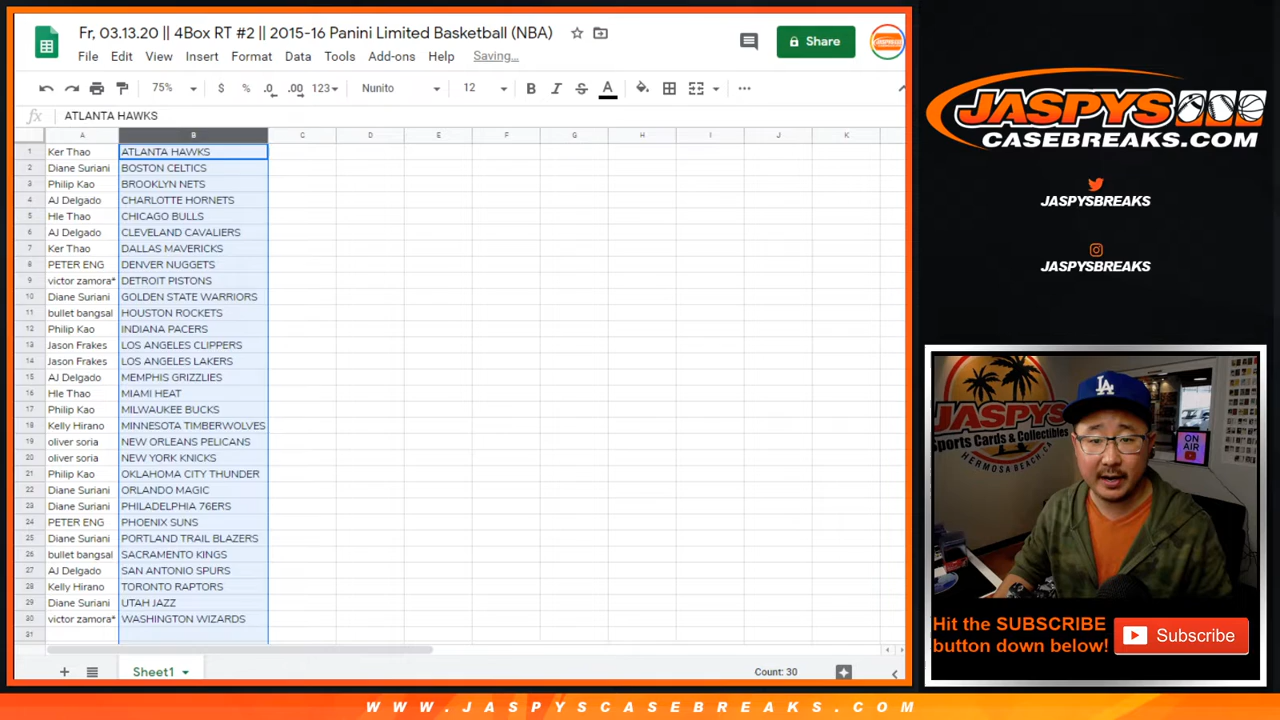 Fr, 03.13.20 || 4Box RT #2 || 2015-16 Panini Limited Basketball (NBA)
Share
File Edit View Insert Format Data Tools Add-ons Help Saving...
75% $ % .0 .00 123 Nunito 12 B I S A
fx ATLANTA HAWKS
A B C D E F G H I J K
1 Ker Thao ATLANTA HAWKS
2 Diane Suriani BOSTON CELTICS
3 Philip Kao BROOKLYN NETS
4 AJ Delgado CHARLOTTE HORNETS
5 Hle Thao CHICAGO BULLS
6 AJ Delgado CLEVELAND CAVALIERS
7 Ker Thao DALLAS MAVERICKS
8 PETER ENG DENVER NUGGETS
9 victor zamora* DETROIT PISTONS
10 Diane Suriani GOLDEN STATE WARRIORS
11 bullet bangsal HOUSTON ROCKETS
12 Philip Kao INDIANA PACERS
13 Jason Frakes LOS ANGELES CLIPPERS
14 Jason Frakes LOS ANGELES LAKERS
15 AJ Delgado MEMPHIS GRIZZLIES
16 Hle Thao MIAMI HEAT
17 Philip Kao MILWAUKEE BUCKS
18 Kelly Hirano MINNESOTA TIMBERWOLVES
19 oliver soria NEW ORLEANS PELICANS
20 oliver soria NEW YORK KNICKS
21 Philip Kao OKLAHOMA CITY THUNDER
22 Diane Suriani ORLANDO MAGIC
23 Diane Suriani PHILADELPHIA 76ERS
24 PETER ENG PHOENIX SUNS
25 Diane Suriani PORTLAND TRAIL BLAZERS
26 bullet bangsal SACRAMENTO KINGS
27 AJ Delgado SAN ANTONIO SPURS
28 Kelly Hirano TORONTO RAPTORS
29 Diane Suriani UTAH JAZZ
30 victor zamora* WASHINGTON WIZARDS
31
Sheet1
Count: 30
JASPYS
CASEBREAKS.COM
JASPYSBREAKS
JASPYSBREAKS
JASPYS
Sports Cards & Collectibles
HERMOSA BEACH, CA
LA
ON AIR
Hit the SUBSCRIBE
button down below!
Subscribe
WWW.JASPYSCASEBREAKS.COM